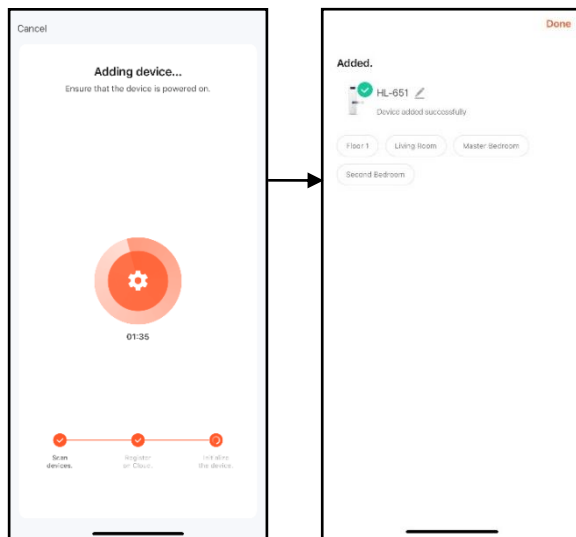 Cancel
Adding device...
Ensure that the device is powered on.
01:35
Scan
devices.
Register
on Cloud.
Initialize
the device.
Done
Added.
HL-651
Device added successfully
Floor 1
Living Room
Master Bedroom
Second Bedroom